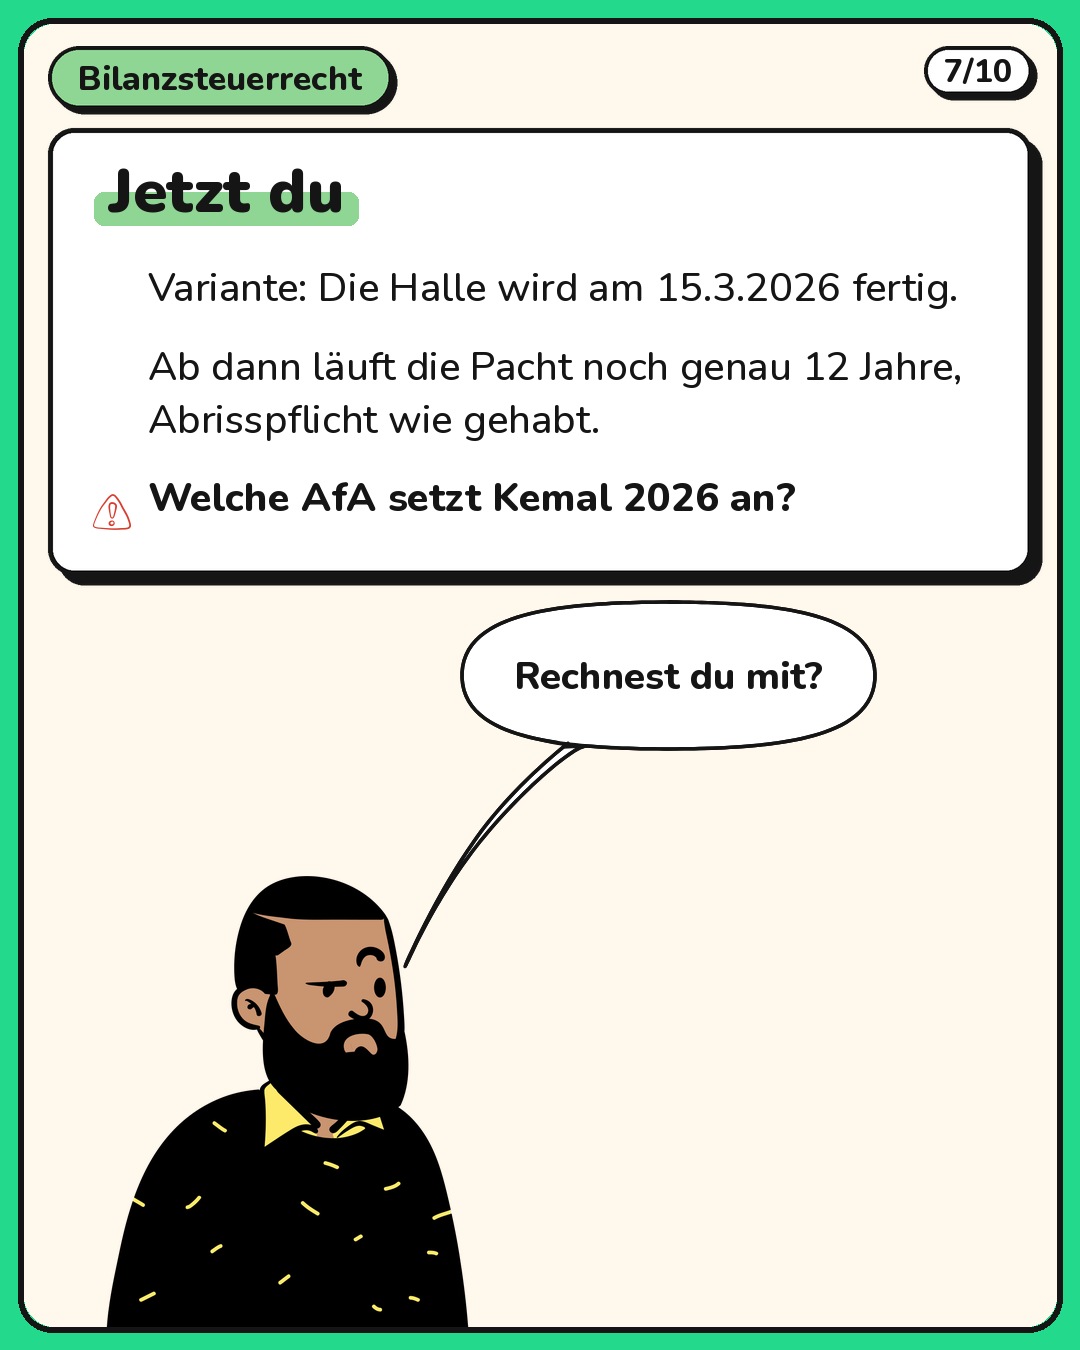 Bilanzsteuerrecht
7/10
Jetzt du
Variante: Die Halle wird am 15.3.2026 fertig.
Ab dann läuft die Pacht noch genau 12 Jahre,
Abrisspflicht wie gehabt.
Welche AfA setzt Kemal 2026 an?
Rechnest du mit?